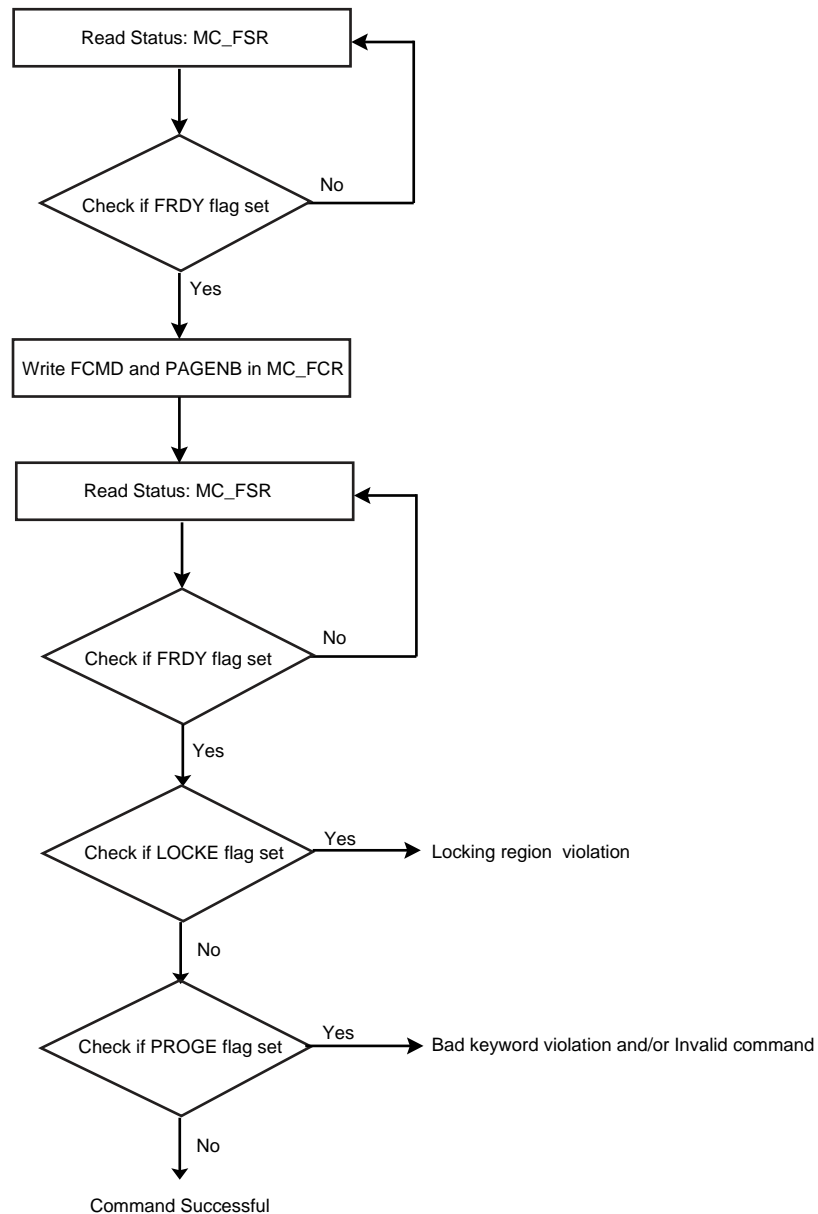 Read Status: MC_FSR
Check if FRDY flag set
No
Yes
Write FCMD and PAGENB in MC_FCR
Read Status: MC_FSR
Check if FRDY flag set
No
Yes
Check if LOCKE flag set
Yes
Locking region violation
No
Check if PROGE flag set
Yes
Bad keyword violation and/or Invalid command
No
Command Successful